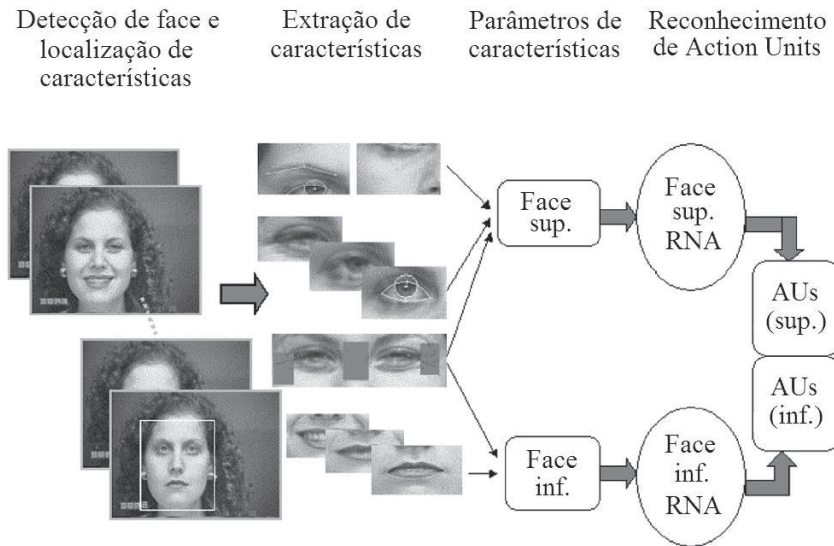 Detecção de face e
localização de
características
Extração de
características
Parâmetros de
características
Reconhecimento
de Action Units
Face
sup.
Face
sup.
RNA
AUs
(sup.)
AUs
(inf.)
Face
inf.
Face
inf.
RNA